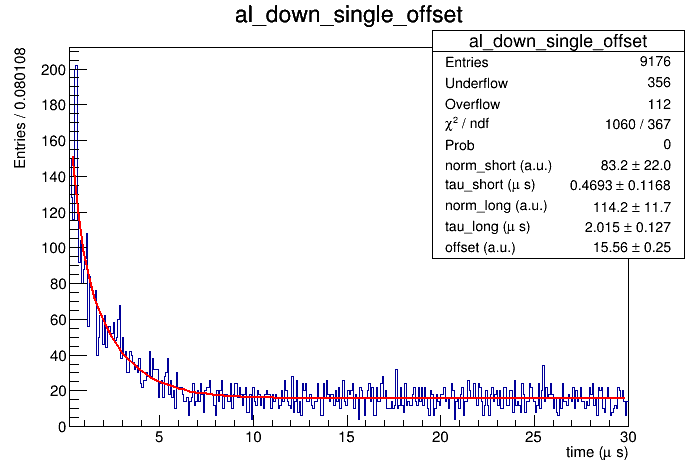 al_down_single_offset
al_down_single_offset
Entries 9176
Underflow 356
Overflow 112
χ² / ndf 1060 / 367
Prob 0
norm_short (a.u.) 83.2 ± 22.0
tau_short (μ s) 0.4693 ± 0.1168
norm_long (a.u.) 114.2 ± 11.7
tau_long (μ s) 2.015 ± 0.127
offset (a.u.) 15.56 ± 0.25
Entries / 0.080108
200
180
160
140
120
100
80
60
40
20
0
5 10 15 20 25 30
time (μ s)